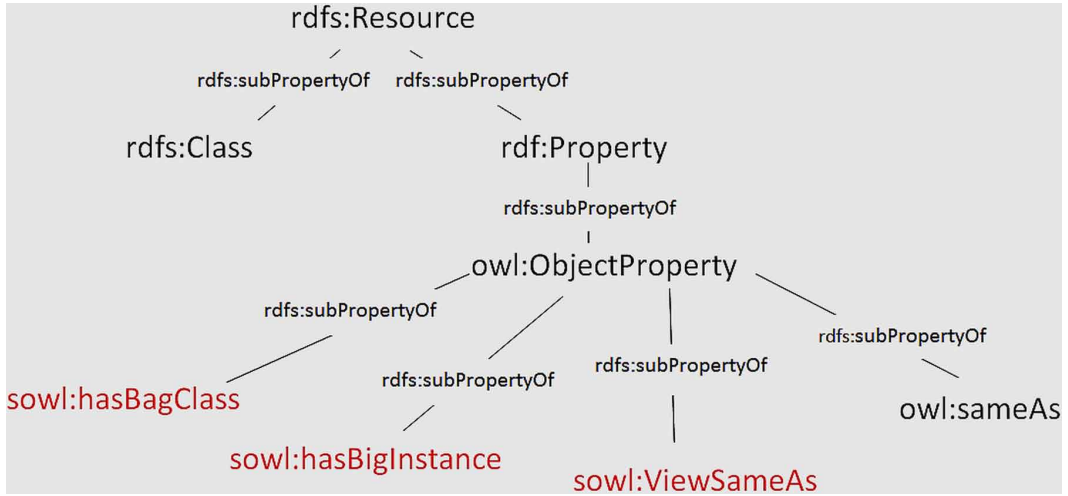 rdfs:Resource
rdfs:subPropertyOf rdfs:subPropertyOf
rdfs:Class rdf:Property
rdfs:subPropertyOf
owl:ObjectProperty
rdfs:subPropertyOf
rdfs:subPropertyOf
rdfs:subPropertyOf
rdfs:subPropertyOf
sowl:hasBagClass
owl:sameAs
sowl:hasBigInstance
sowl:ViewSameAs